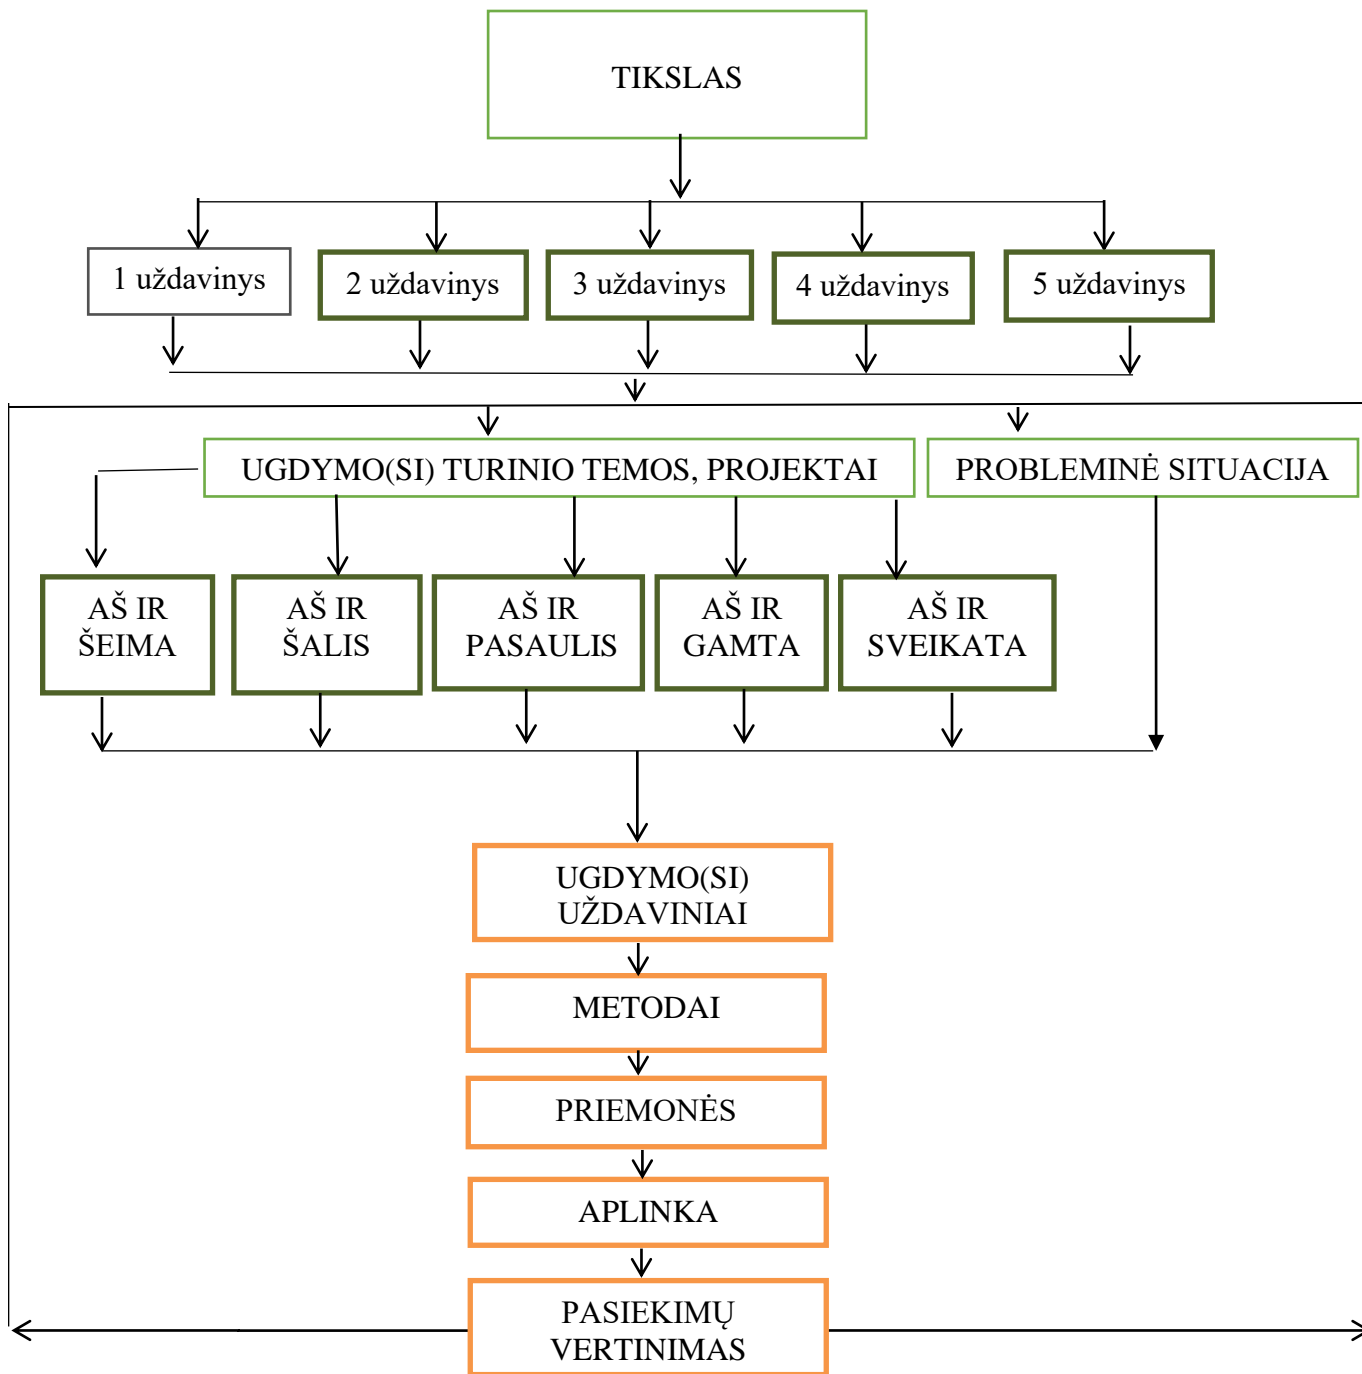 TIKSLAS
1 uždavinys
2 uždavinys
3 uždavinys
4 uždavinys
5 uždavinys
UGDYMO(SI) TURINIO TEMOS, PROJEKTAI
PROBLEMINĖ SITUACIJA
AŠ IR
ŠEIMA
AŠ IR
ŠALIS
AŠ IR
PASAULIS
AŠ IR
GAMTA
AŠ IR
SVEIKATA
UGDYMO(SI)
UŽDAVINIAI
METODAI
PRIEMONĖS
APLINKA
PASIEKIMŲ
VERTINIMAS